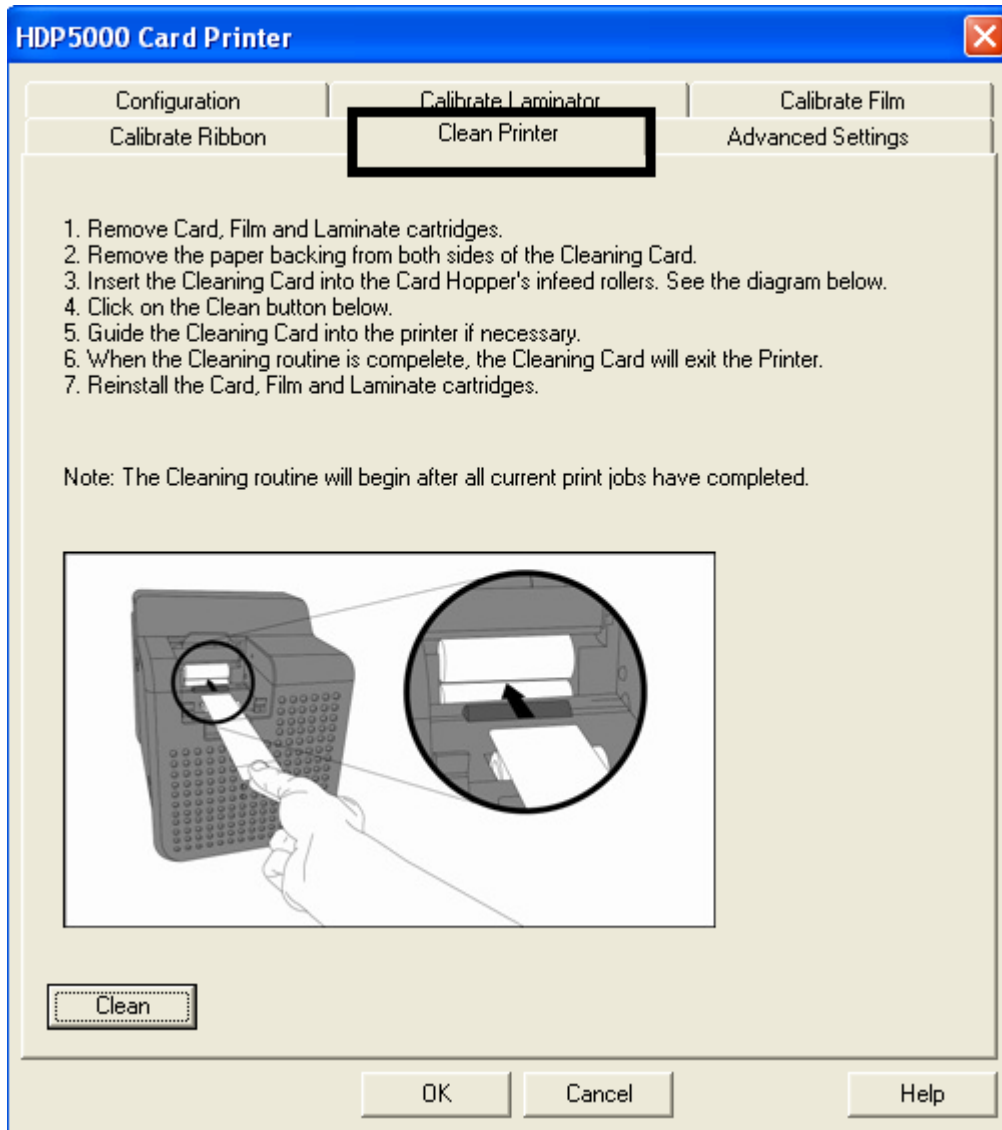 HDP5000 Card Printer
Configuration
Calibrate Laminator
Calibrate Film
Calibrate Ribbon
Clean Printer
Advanced Settings
1. Remove Card, Film and Laminate cartridges.
2. Remove the paper backing from both sides of the Cleaning Card.
3. Insert the Cleaning Card into the Card Hopper's infeed rollers. See the diagram below.
4. Click on the Clean button below.
5. Guide the Cleaning Card into the printer if necessary.
6. When the Cleaning routine is compelete, the Cleaning Card will exit the Printer.
7. Reinstall the Card, Film and Laminate cartridges.
Note: The Cleaning routine will begin after all current print jobs have completed.
Clean
OK
Cancel
Help